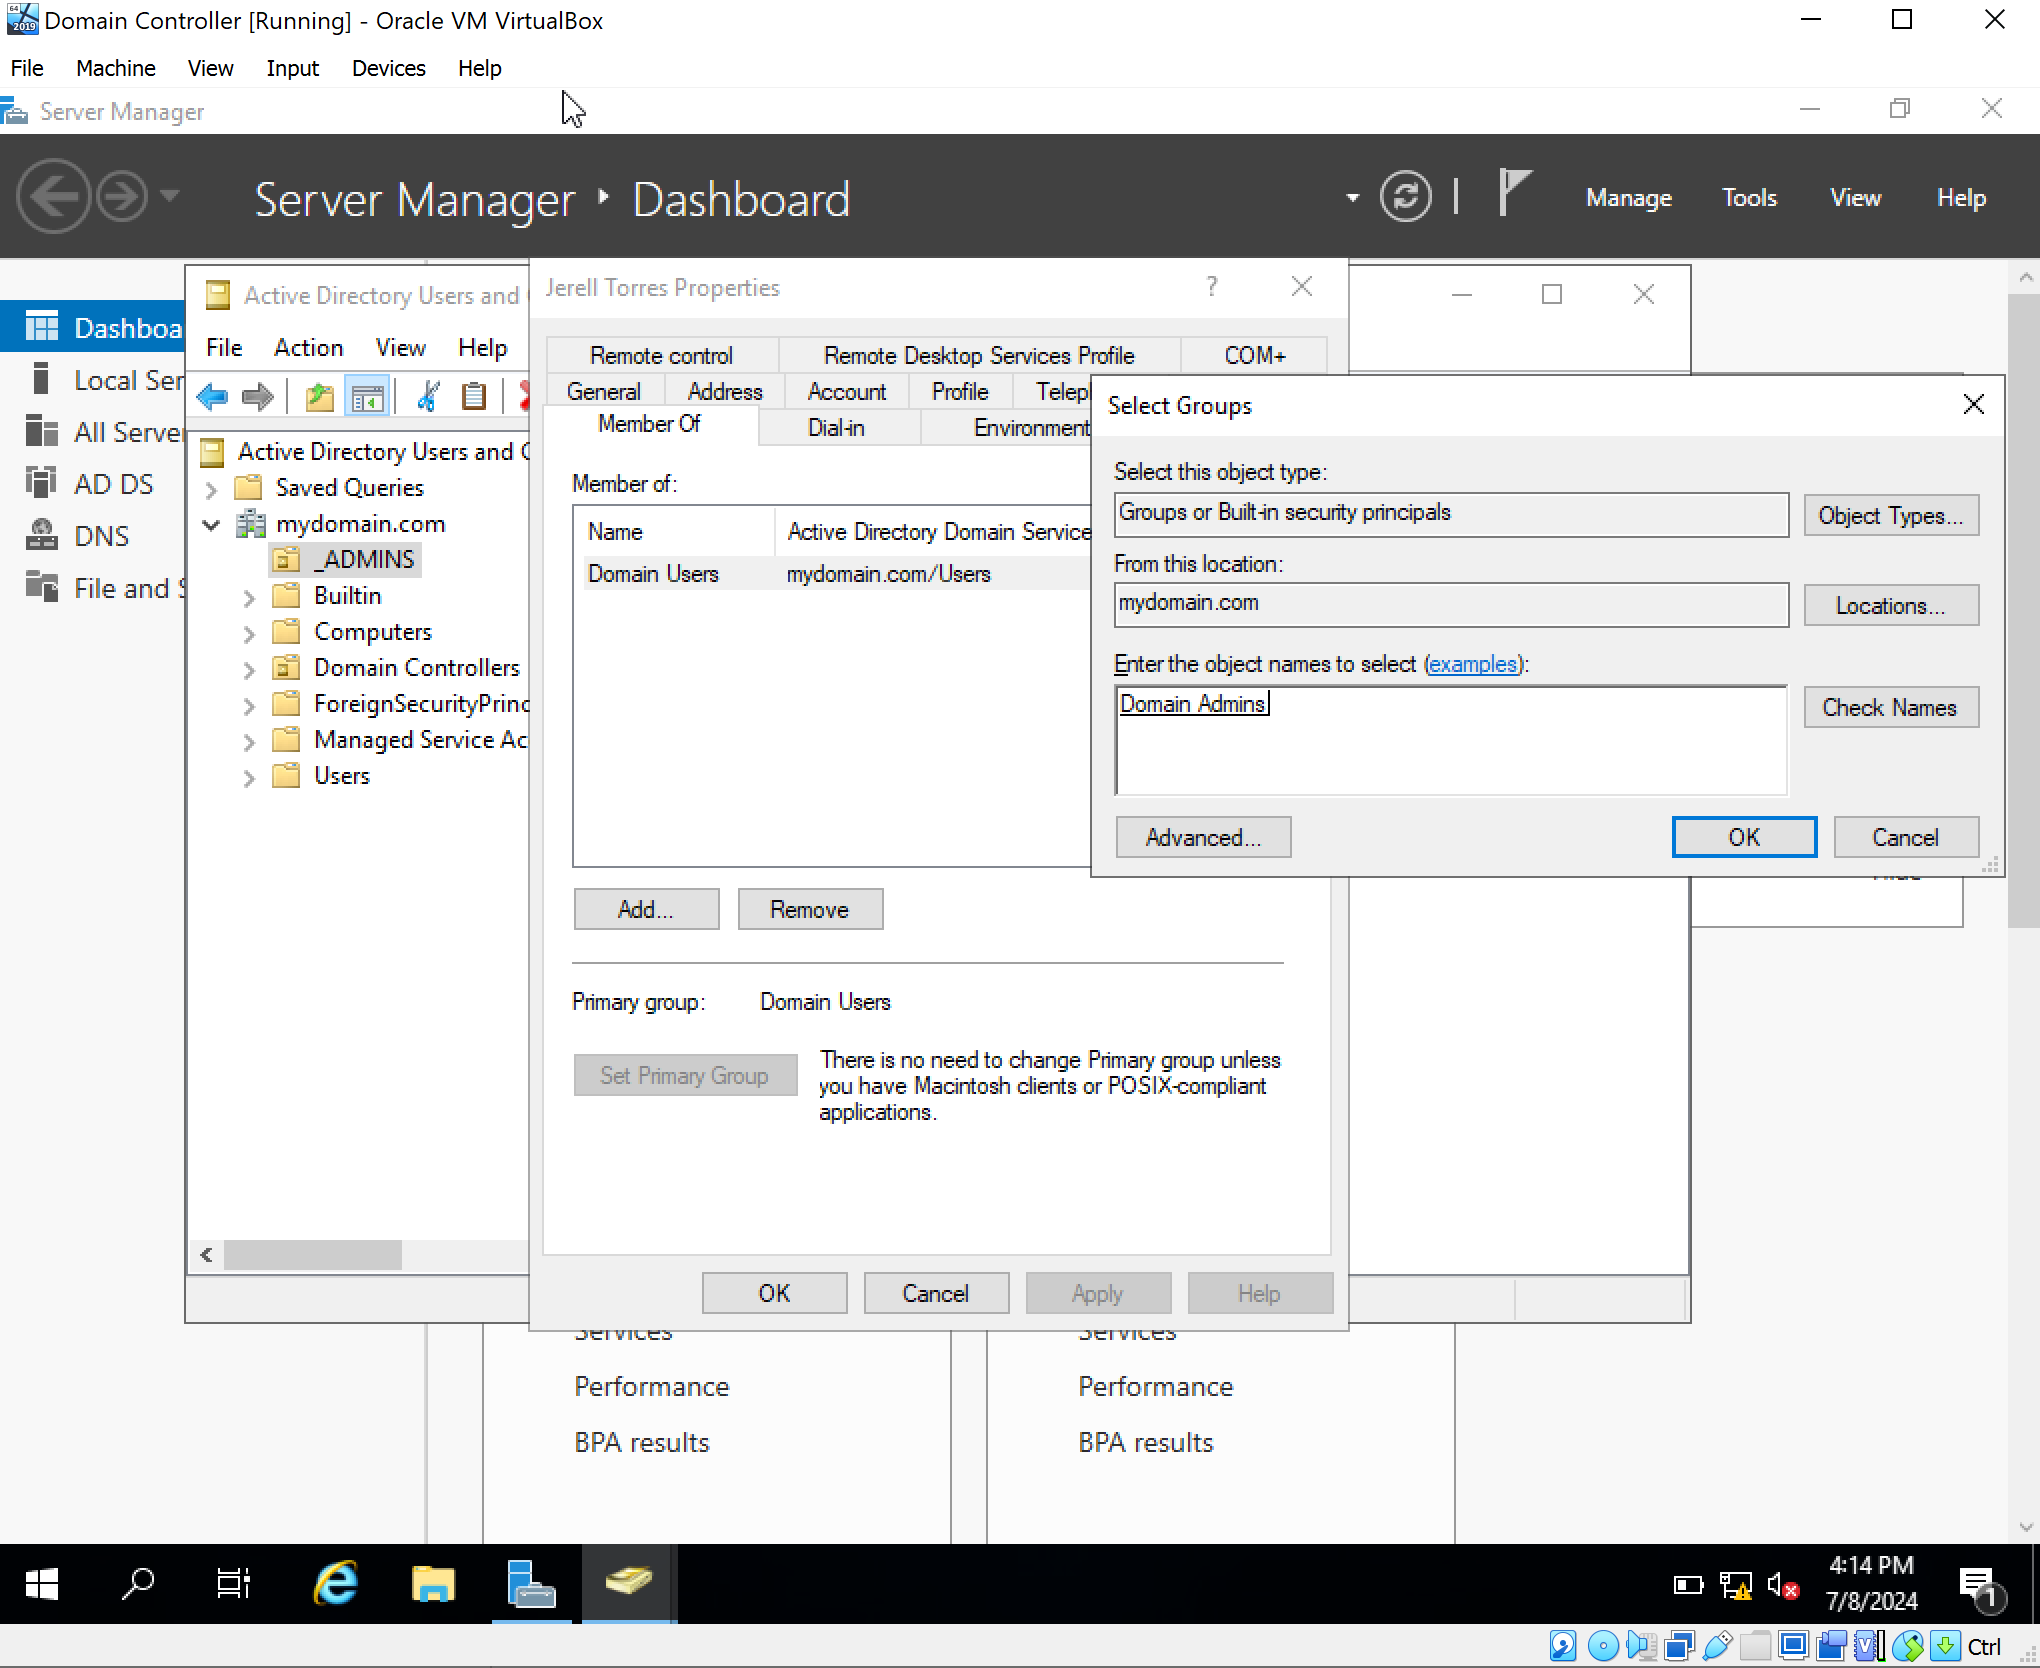 Domain Controller [Running] - Oracle VM VirtualBox
File Machine View Input Devices Help
Server Manager
Server Manager Dashboard
Manage Tools View Help
Dashboa
Local Ser
All Server
AD DS
DNS
File and S
Active Directory Users and
File Action View Help
Active Directory Users and C
Saved Queries
mydomain.com
_ADMINS
Builtin
Computers
Domain Controllers
ForeignSecurityPrinc
Managed Service Ac
Users
Jerell Torres Properties
?
Remote control Remote Desktop Services Profile COM+
General Address Account Profile Teleph
Member Of Dial-in Environment
Member of:
Name Active Directory Domain Service
Domain Users mydomain.com/Users
Add... Remove
Primary group: Domain Users
Set Primary Group
There is no need to change Primary group unless
you have Macintosh clients or POSIX-compliant
applications.
OK Cancel Apply Help
Select Groups
Select this object type:
Groups or Built-in security principals
Object Types...
From this location:
mydomain.com
Locations...
Enter the object names to select (examples):
Domain Admins
Check Names
Advanced...
OK Cancel
Services
Performance
BPA results
Services
Performance
BPA results
4:14 PM
7/8/2024
1
Ctrl